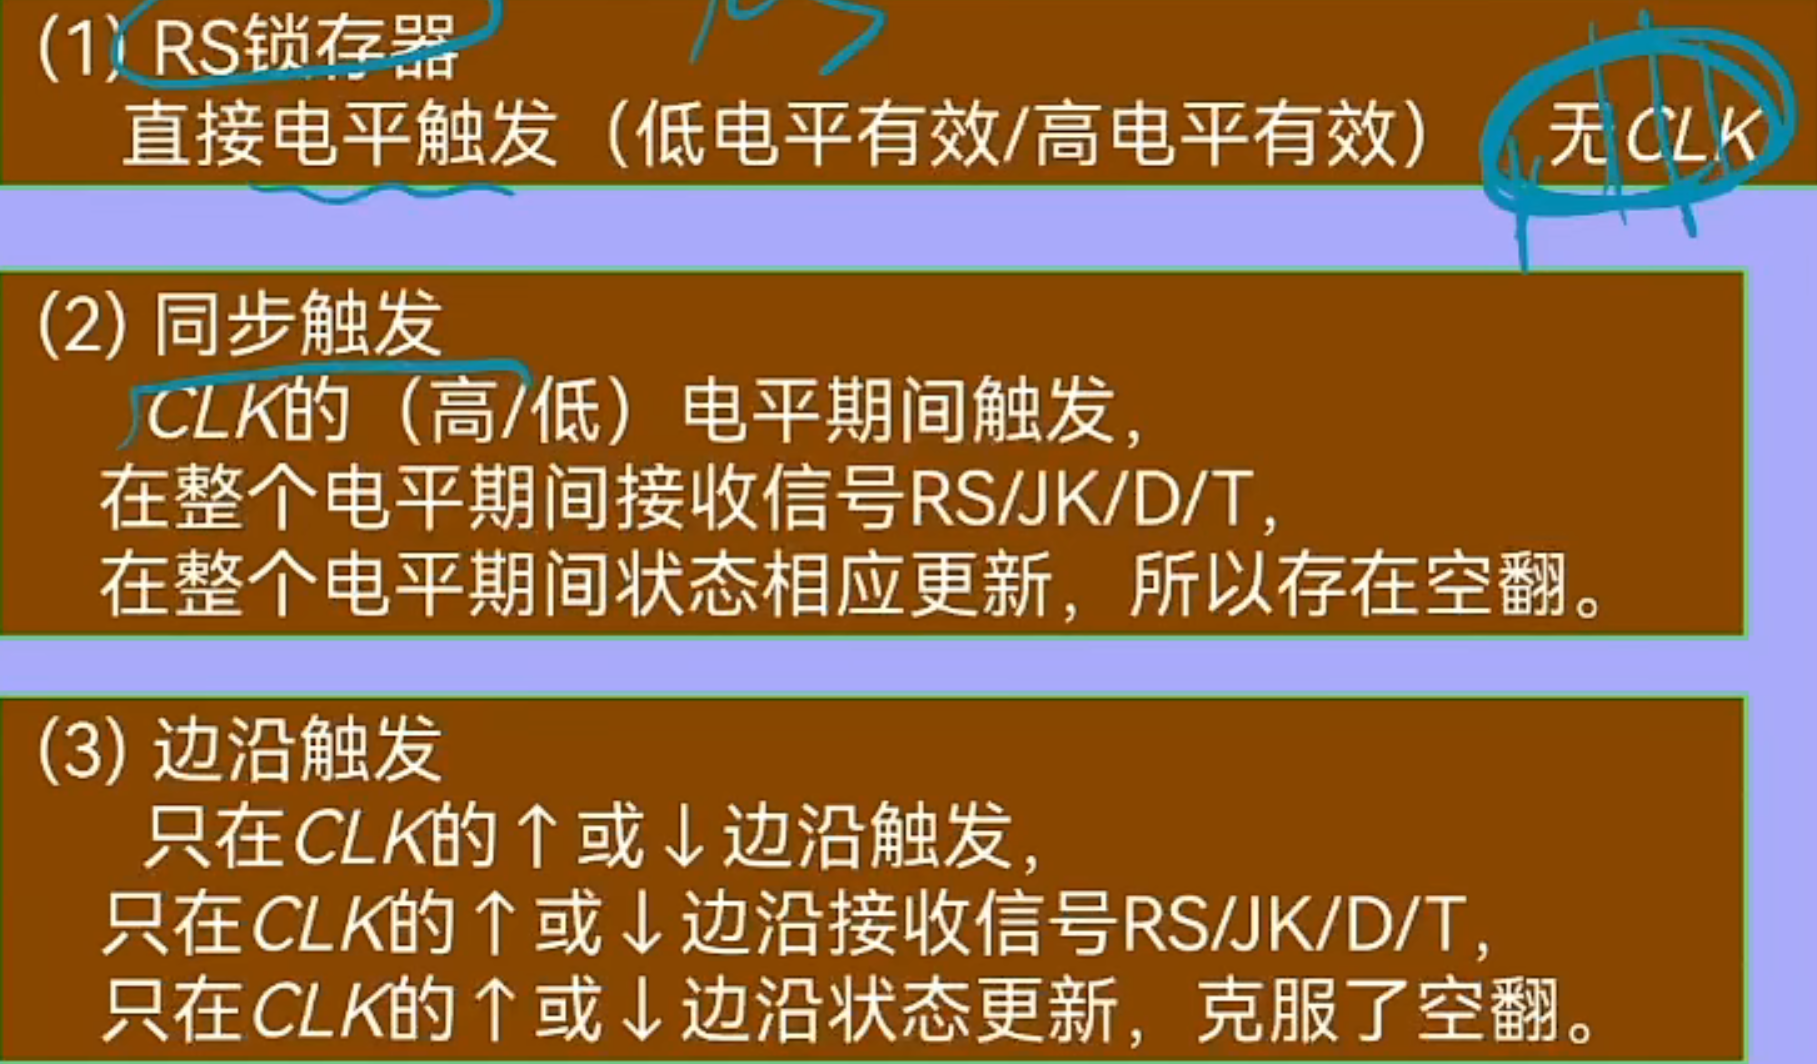 (1) RS锁存器
直接电平触发（低电平有效/高电平有效） 无CLK
(2) 同步触发
CLK的（高/低）电平期间触发，
在整个电平期间接收信号RS/JK/D/T，
在整个电平期间状态相应更新，所以存在空翻。
(3) 边沿触发
只在CLK的↑或↓边沿触发，
只在CLK的↑或↓边沿接收信号RS/JK/D/T，
只在CLK的↑或↓边沿状态更新，克服了空翻。